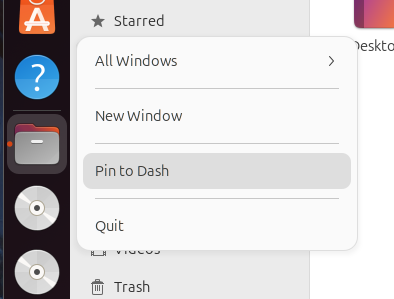 Starred
All Windows
Deskto
New Window
Pin to Dash
Quit
Videos
Trash